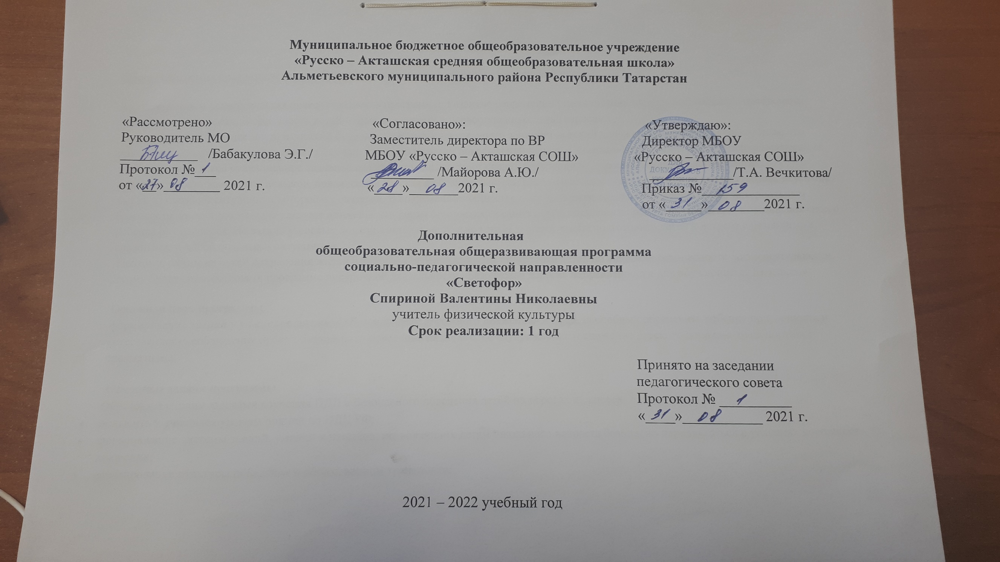 Муниципальное бюджетное общеобразовательное учреждение
«Русско – Акташская средняя общеобразовательная школа»
Альметьевского муниципального района Республики Татарстан
«Рассмотрено»
Руководитель МО
/Бабакулова Э.Г./
Протокол № 1
от «27» 08 2021 г.
«Согласовано»:
Заместитель директора по ВР
МБОУ «Русско – Акташская СОШ»
/Майорова А.Ю./
«28» 08 2021 г.
«Утверждаю»:
Директор МБОУ
«Русско – Акташская СОШ»
/Т.А. Вечкитова/
Приказ № 159
от «31» 08 2021 г.
ДЛЯ
ДОКУМЕНТОВ
Дополнительная
общеобразовательная общеразвивающая программа
социально-педагогической направленности
«Светофор»
Спириной Валентины Николаевны
учитель физической культуры
Срок реализации: 1 год
Принято на заседании
педагогического совета
Протокол № 1
«31» 08 2021 г.
2021 – 2022 учебный год